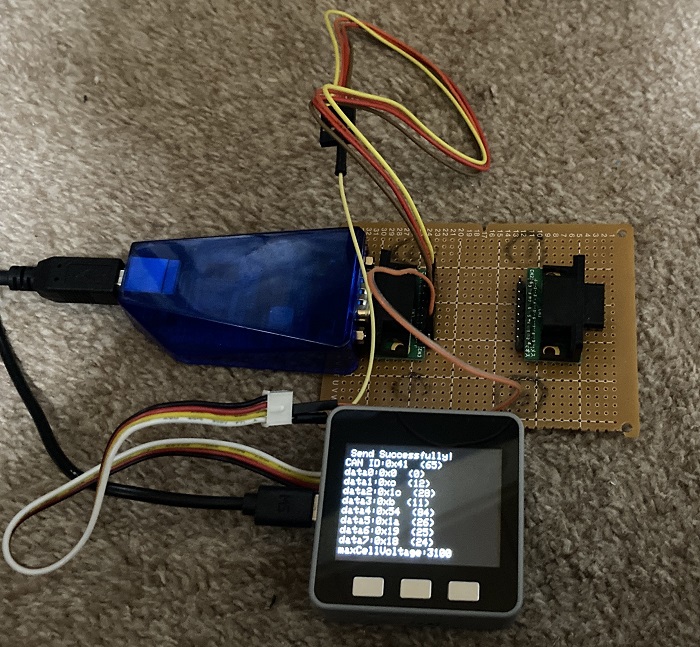 Send Successfully!
CAN ID:0x41 (65)
data0:0x0 (0)
data1:0xc (12)
data2:0x1c (28)
data3:0xb (11)
data4:0x54 (84)
data5:0x1a (26)
data6:0x19 (25)
data7:0x18 (24)
maxCellVoltage:3100